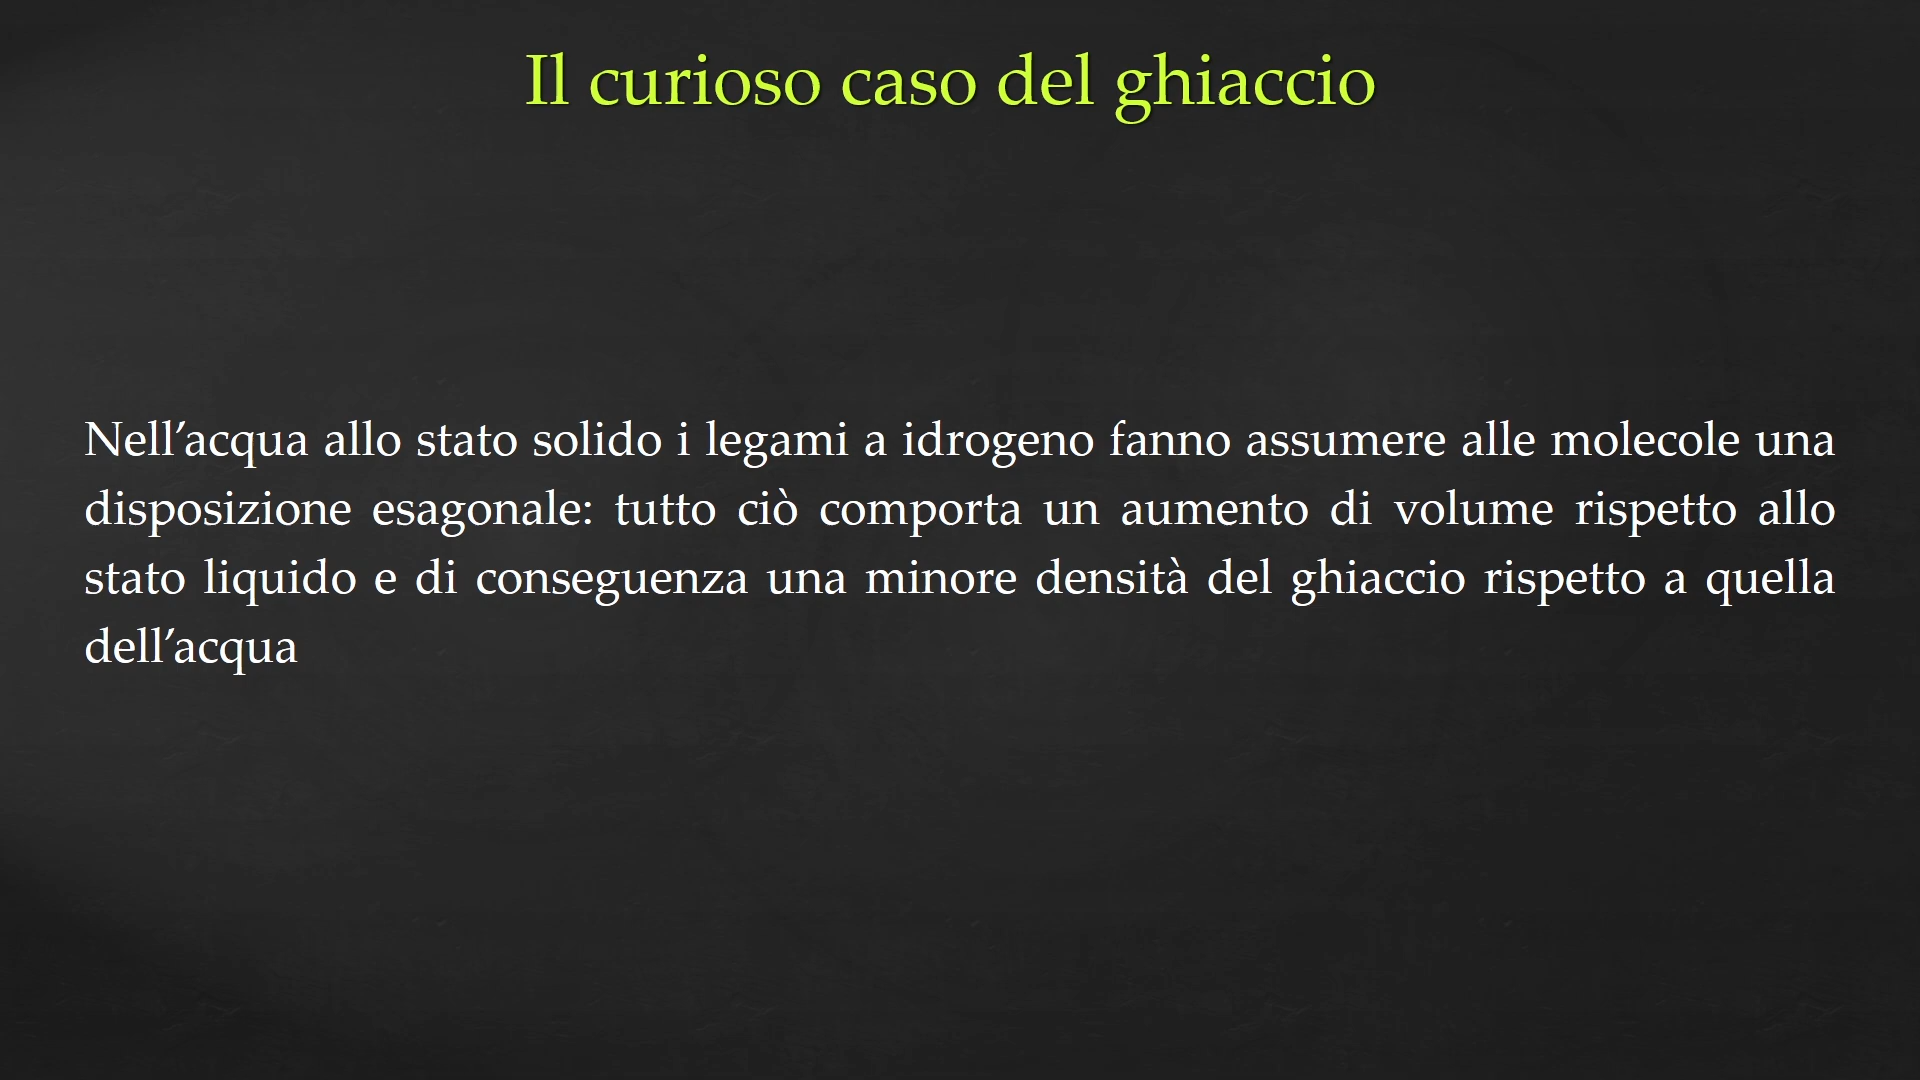 Il curioso caso del ghiaccio
Nell’acqua allo stato solido i legami a idrogeno fanno assumere alle molecole una
disposizione esagonale: tutto ciò comporta un aumento di volume rispetto allo
stato liquido e di conseguenza una minore densità del ghiaccio rispetto a quella
dell’acqua